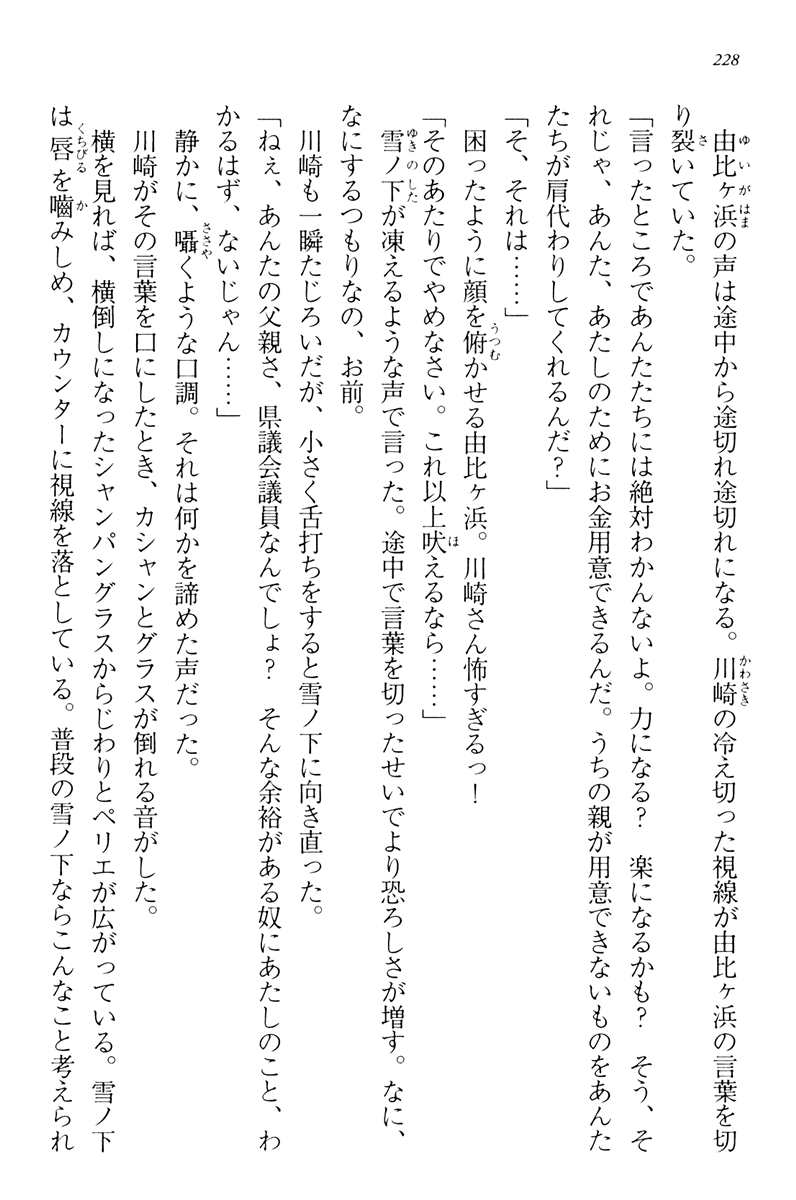 228
由比ヶ浜の声は途中から途切れ途切れになる。川崎の冷え切った視線が由比ヶ浜の言葉を切
り裂いていた。
「言ったところであんたたちには絶対わかんないよ。力になる？　楽になるかも？　そう、そ
れじゃ、あんた、あたしのためにお金用意できるんだ。うちの親が用意できないものをあんた
たちが肩代わりしてくれるんだ？」
「そ、それは……」
困ったように顔を俯かせる由比ヶ浜。川崎さん怖すぎるっ！
「そのあたりでやめなさい。これ以上吠えるなら……」
雪ノ下が凍えるような声で言った。途中で言葉を切ったせいでより恐ろしさが増す。なに、
なにするつもりなの、お前。
川崎も一瞬たじろいだが、小さく舌打ちをすると雪ノ下に向き直った。
「ねぇ、あんたの父親さ、県議会議員なんでしょ？　そんな余裕がある奴にあたしのこと、わ
かるはず、ないじゃん……」
静かに、囁くような口調。それは何かを諦めた声だった。
川崎がその言葉を口にしたとき、カシャンとグラスが倒れる音がした。
横を見れば、横倒しになったシャンパングラスからじわりとペリエが広がっている。雪ノ下
は唇を噛みしめ、カウンターに視線を落としている。普段の雪ノ下ならこんなこと考えられ